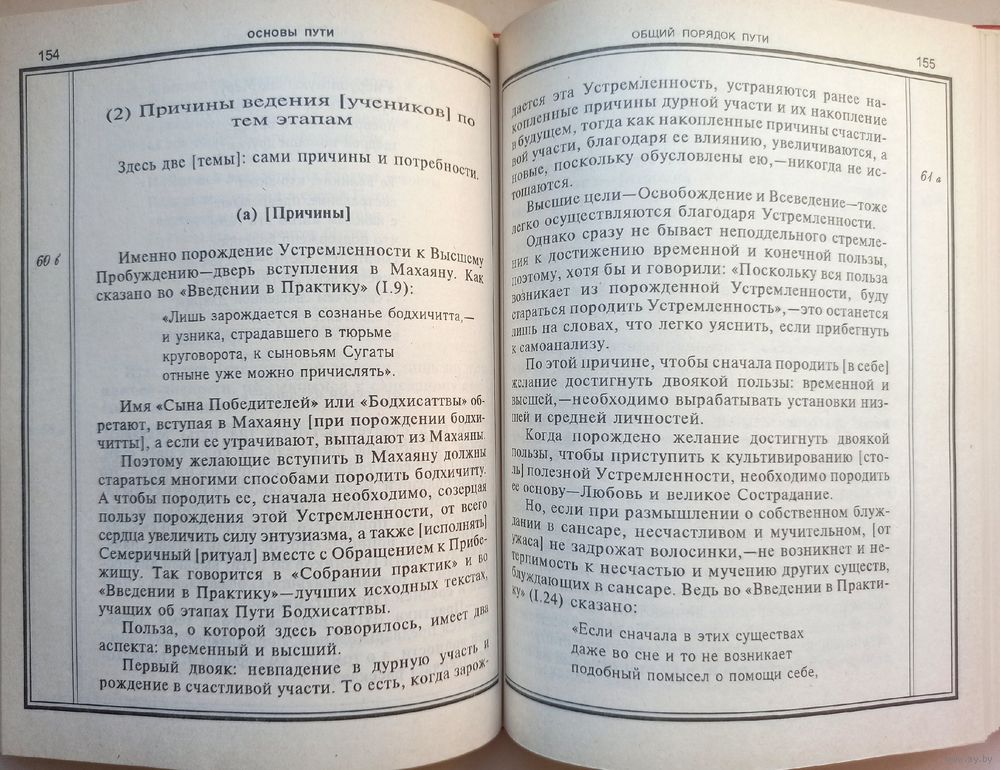 154
ОСНОВЫ ПУТИ
(2) Причины ведения [учеников] по
тем этапам
Здесь две [темы]: сами причины и потребности.
(а) [Причины]
60 b
Именно порождение Устремленности к Высшему
Пробуждению—дверь вступления в Махаяну. Как
сказано во «Введении в Практику» (I.9):
«Лишь зарождается в сознанье бодхичитта,—
и узника, страдавшего в тюрьме
круговорота, к сыновьям Сугаты
отныне уже можно причислять».
Имя «Сына Победителей» или «Бодхисаттвы» об-
ретают, вступая в Махаяну [при порождении бодхи-
читты], а если ее утрачивают, выпадают из Махаяны.
Поэтому желающие вступить в Махаяну должны
стараться многими способами породить бодхичитту.
А чтобы породить ее, сначала необходимо, созерцая
пользу порождения этой Устремленности, от всего
сердца увеличить силу энтузиазма, а также [исполнять]
Семеричный [ритуал] вместе с Обращением к Прибе-
жищу. Так говорится в «Собрании практик» и во
«Введении в Практику»—лучших исходных текстах,
учащих об этапах Пути Бодхисаттвы.
Польза, о которой здесь говорилось, имеет два
аспекта: временный и высший.
Первый двояк: невпадение в дурную участь и
рождение в счастливой участи. То есть, когда зарож-
ОБЩИЙ ПОРЯДОК ПУТИ
155
дается эта Устремленность, устраняются ранее на-
копленные причины дурной участи и их накопление
в будущем, тогда как накопленные причины счастли-
вой участи, благодаря ее влиянию, увеличиваются, а
новые, поскольку обусловлены ею,—никогда не ис-
тощаются.
61 a
Высшие цели—Освобождение и Всеведение—тоже
легко осуществляются благодаря Устремленности.
Однако сразу не бывает неподдельного стремле-
ния к достижению временной и конечной пользы,
поэтому, хотя бы и говорили: «Поскольку вся польза
возникает из порожденной Устремленности, буду
стараться породить Устремленность»,—это останется
лишь на словах, что легко уяснить, если прибегнуть
к самоанализу.
По этой причине, чтобы сначала породить [в себе]
желание достигнуть двоякой пользы: временной и
высшей,—необходимо вырабатывать установки низ-
шей и средней личностей.
Когда порождено желание достигнуть двоякой
пользы, чтобы приступить к культивированию [сто-
ль] полезной Устремленности, необходимо породить
ее основу—Любовь и великое Сострадание.
Но, если при размышлении о собственном блуж-
дании в сансаре, несчастливом и мучительном, [от
ужаса] не задрожат волосинки,—не возникнет и не-
терпимость к несчастью и мучению других существ,
блуждающих в сансаре. Ведь во «Введении в Практи-
ку» (I.24) сказано:
«Если сначала в этих существах
даже во сне и то не возникает
подобный помысел о помощи себе,
www.ay.by